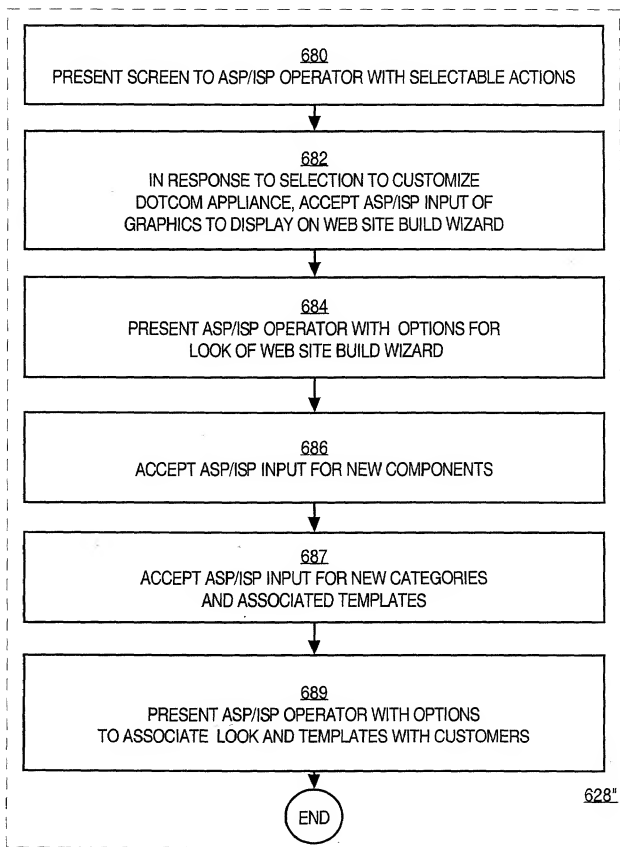 680
PRESENT SCREEN TO ASP/ISP OPERATOR WITH SELECTABLE ACTIONS
682
IN RESPONSE TO SELECTION TO CUSTOMIZE
DOTCOM APPLIANCE, ACCEPT ASP/ISP INPUT OF
GRAPHICS TO DISPLAY ON WEB SITE BUILD WIZARD
684
PRESENT ASP/ISP OPERATOR WITH OPTIONS FOR
LOOK OF WEB SITE BUILD WIZARD
686
ACCEPT ASP/ISP INPUT FOR NEW COMPONENTS
687
ACCEPT ASP/ISP INPUT FOR NEW CATEGORIES
AND ASSOCIATED TEMPLATES
689
PRESENT ASP/ISP OPERATOR WITH OPTIONS
TO ASSOCIATE LOOK AND TEMPLATES WITH CUSTOMERS
628"
END